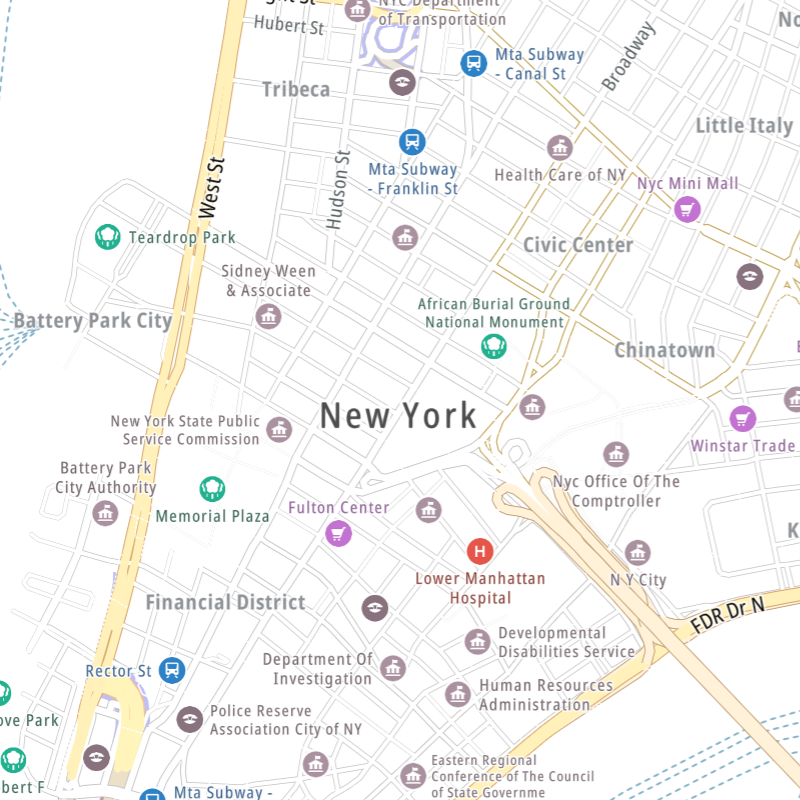 NYC Department
of Transportation
Hubert St
Mta Subway
- Canal St
Broadway
Tribeca
Little Italy
Mta Subway
- Franklin St
Health Care of NY
Nyc Mini Mall
West St
Hudson St
Teardrop Park
Civic Center
Sidney Ween
& Associate
African Burial Ground
National Monument
Battery Park City
Chinatown
New York
New York State Public
Service Commission
Winstar Trade
Battery Park
City Authority
Nyc Office Of The
Comptroller
Memorial Plaza
Fulton Center
H
Lower Manhattan
Hospital
N Y City
Financial District
FDR Dr N
Developmental
Disabilities Service
Rector St
Department Of
Investigation
Human Resources
Administration
Police Reserve
Association City of NY
Park
Eastern Regional
Conference of The Council
of State Governme
Mta Subway -